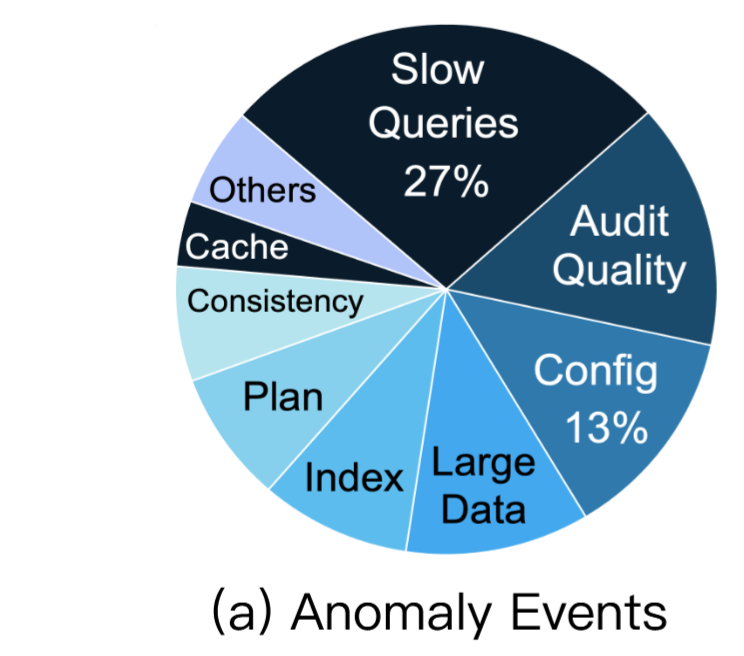 Slow
Queries
27%
Audit
Quality
Config
13%
Large
Data
Index
Plan
Consistency
Cache
Others
(a) Anomaly Events